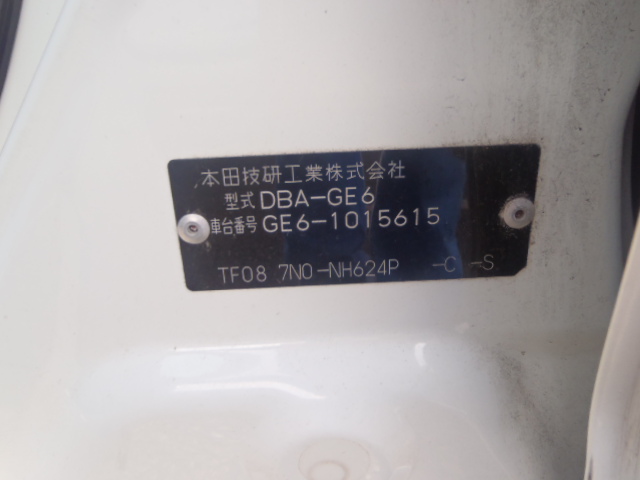 本田技研工業株式会社
型式 DBA-GE6
車台番号 GE6-1015615
TF08 7N0-NH624P -C -S